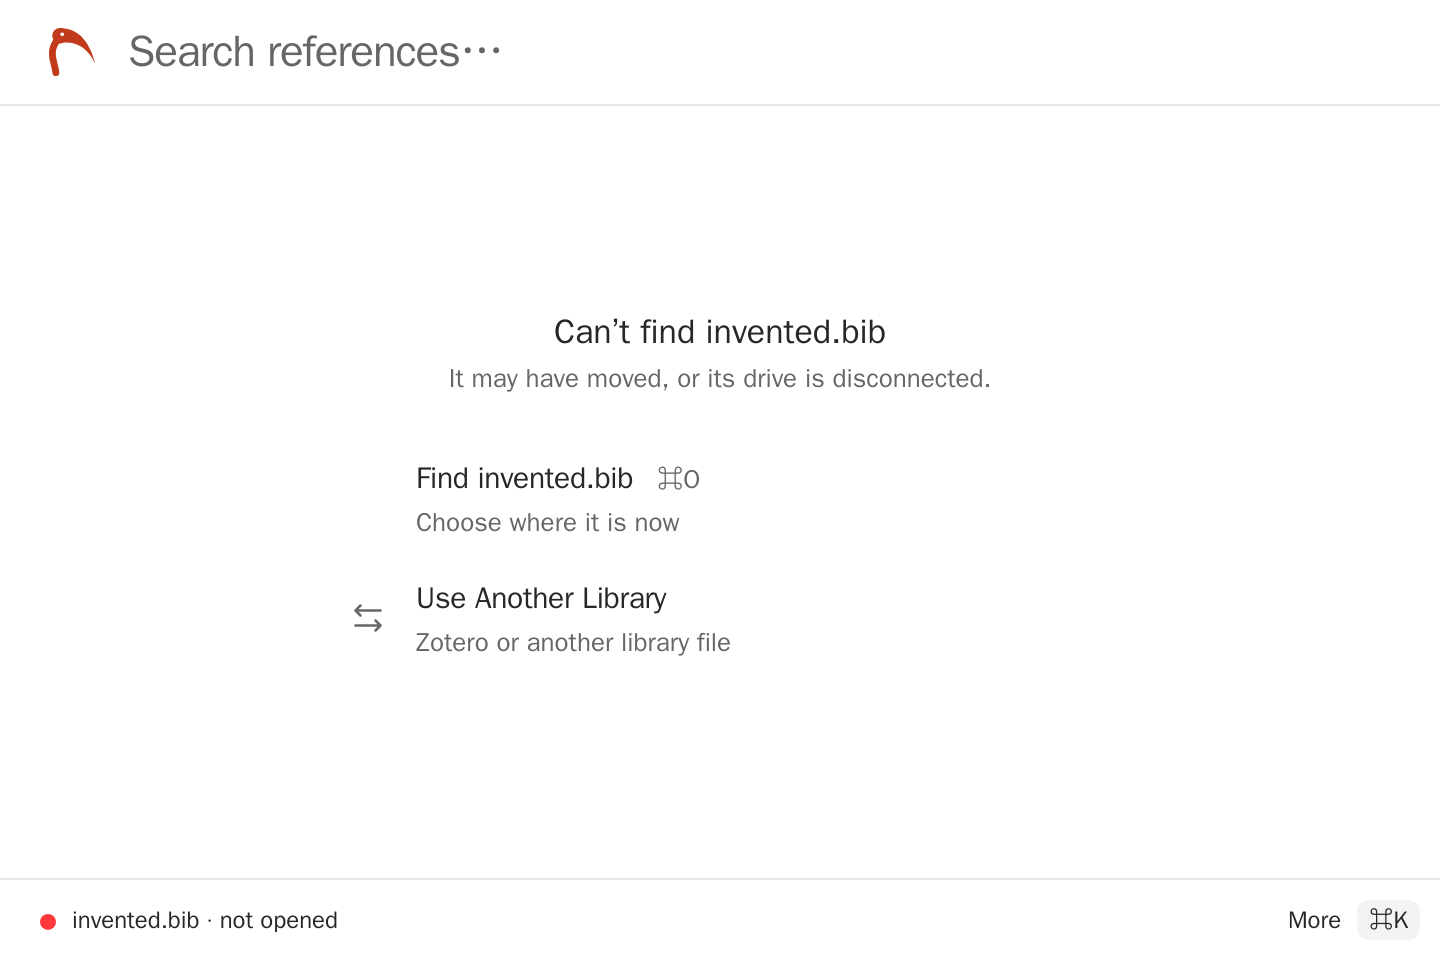 Search references…
Can’t find invented.bib
It may have moved, or its drive is disconnected.
Find invented.bib ⌘O
Choose where it is now
Use Another Library
Zotero or another library file
invented.bib · not opened
More ⌘K